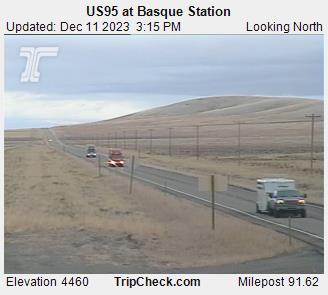 US95 at Basque Station
Updated: Dec 11 2023 3:15 PM Looking North
Elevation 4460 TripCheck.com Milepost 91.62